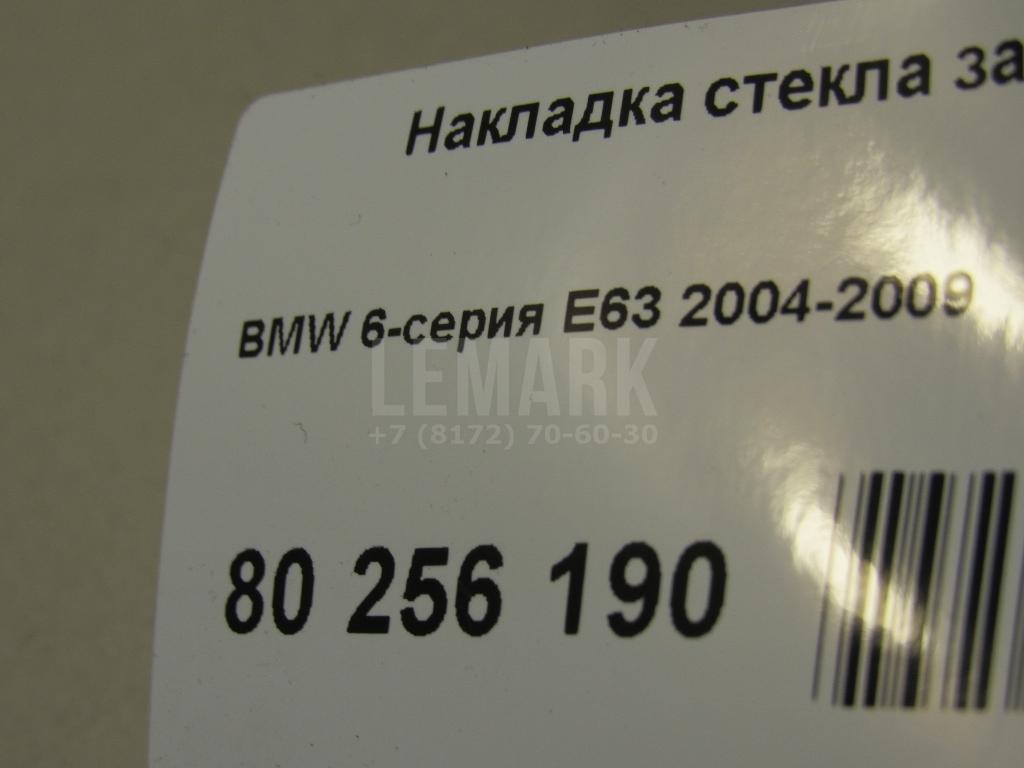 Накладка стекла за
BMW 6-серия E63 2004-2009
LEMARK
+7 (8172) 70-60-30
80 256 190